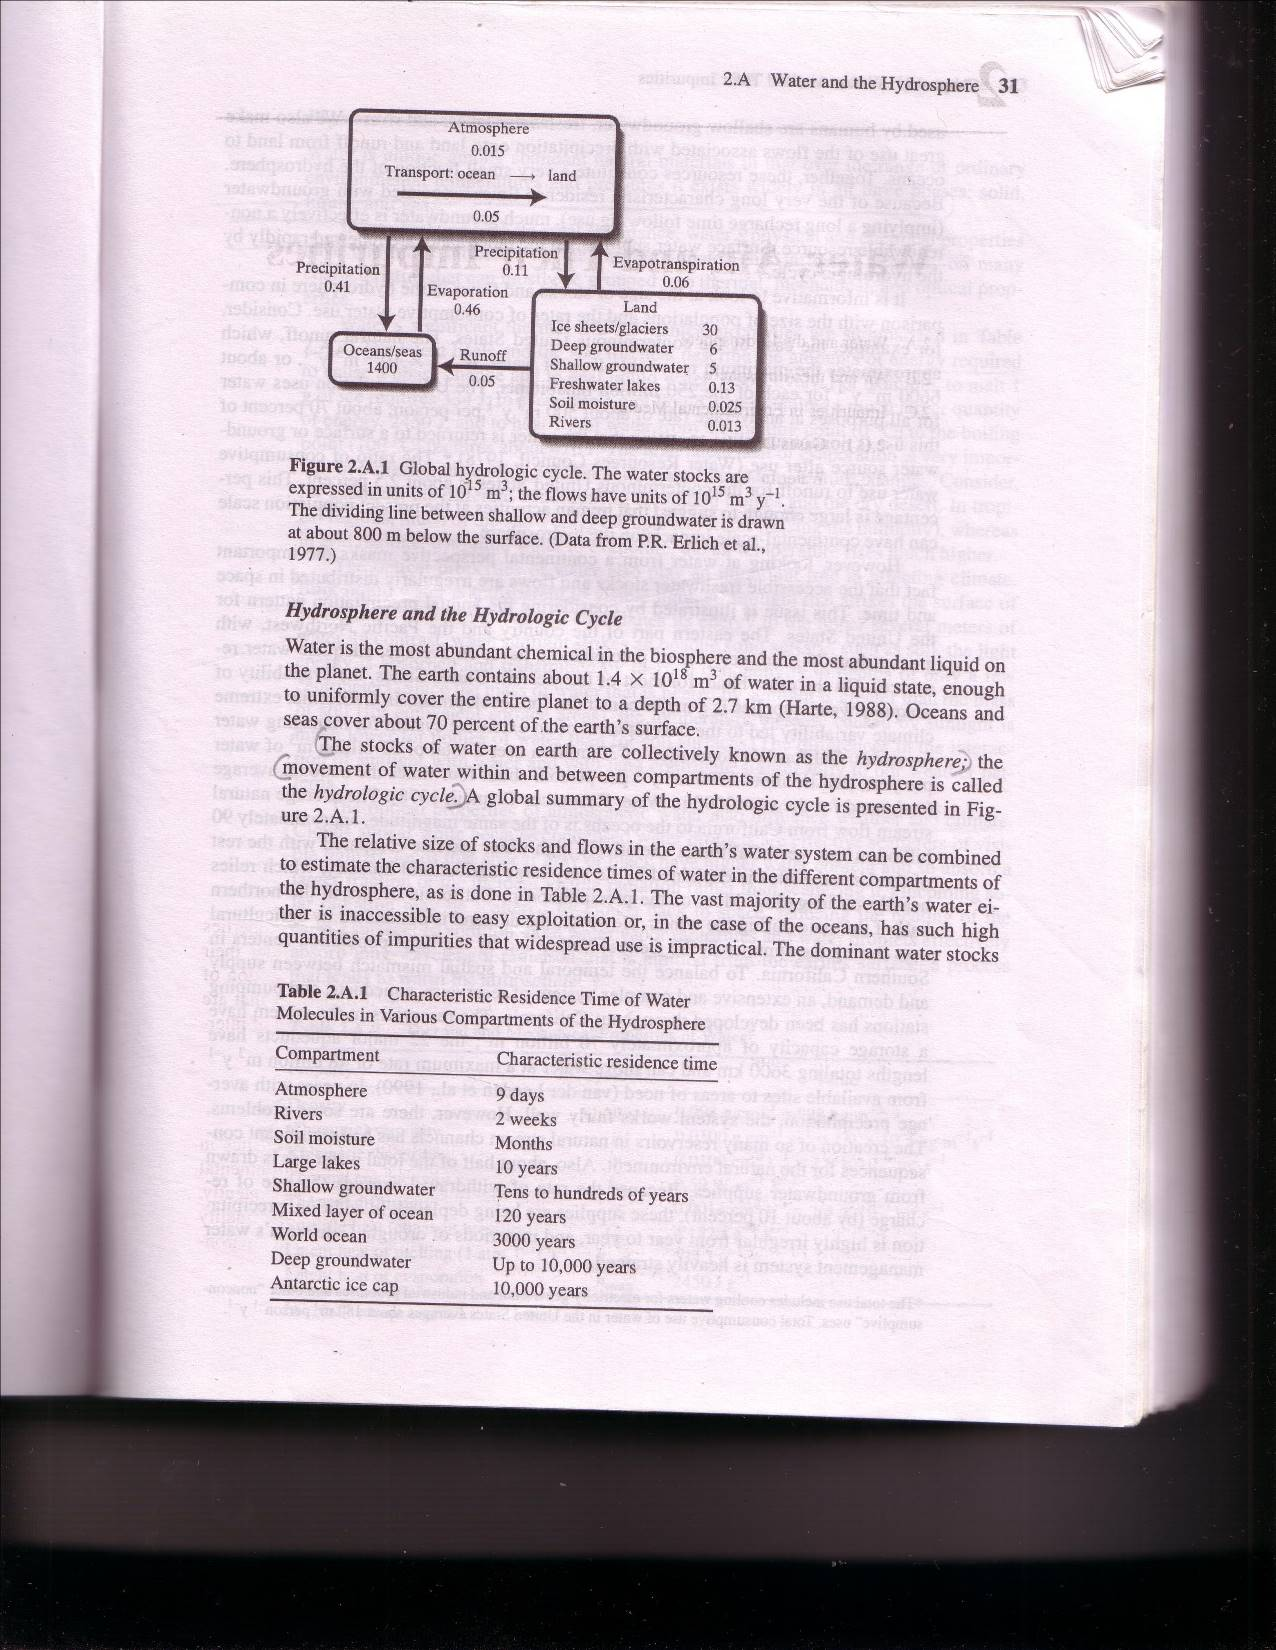 2.A Water and the Hydrosphere 31
Atmosphere
0.015
Transport: ocean ⟶ land
0.05
Precipitation
0.41
Evaporation
0.46
Precipitation
0.11
Evapotranspiration
0.06
Oceans/seas
1400
Runoff
0.05
Land
Ice sheets/glaciers 30
Deep groundwater 6
Shallow groundwater 5
Freshwater lakes 0.13
Soil moisture 0.025
Rivers 0.013
Figure 2.A.1 Global hydrologic cycle. The water stocks are
expressed in units of 10¹⁵ m³; the flows have units of 10¹⁵ m³ y⁻¹.
The dividing line between shallow and deep groundwater is drawn
at about 800 m below the surface. (Data from P.R. Erlich et al.,
1977.)
Hydrosphere and the Hydrologic Cycle
Water is the most abundant chemical in the biosphere and the most abundant liquid on
the planet. The earth contains about 1.4 × 10¹⁸ m³ of water in a liquid state, enough
to uniformly cover the entire planet to a depth of 2.7 km (Harte, 1988). Oceans and
seas cover about 70 percent of the earth's surface.
The stocks of water on earth are collectively known as the hydrosphere; the
movement of water within and between compartments of the hydrosphere is called
the hydrologic cycle. A global summary of the hydrologic cycle is presented in Fig-
ure 2.A.1.
The relative size of stocks and flows in the earth's water system can be combined
to estimate the characteristic residence times of water in the different compartments of
the hydrosphere, as is done in Table 2.A.1. The vast majority of the earth's water ei-
ther is inaccessible to easy exploitation or, in the case of the oceans, has such high
quantities of impurities that widespread use is impractical. The dominant water stocks
Table 2.A.1 Characteristic Residence Time of Water
Molecules in Various Compartments of the Hydrosphere
Compartment Characteristic residence time
Atmosphere 9 days
Rivers 2 weeks
Soil moisture Months
Large lakes 10 years
Shallow groundwater Tens to hundreds of years
Mixed layer of ocean 120 years
World ocean 3000 years
Deep groundwater Up to 10,000 years
Antarctic ice cap 10,000 years